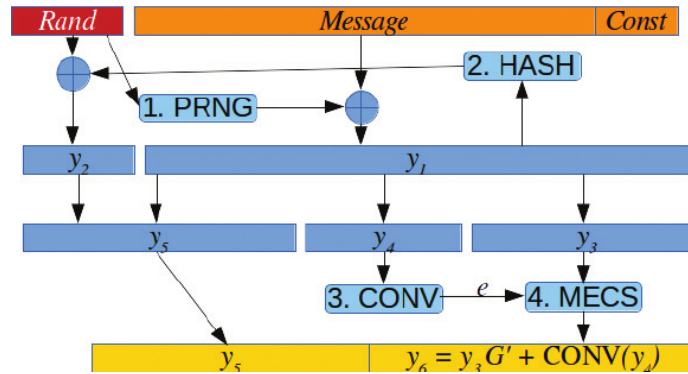 Rand Message Const
2. HASH
1. PRNG
y₂ y₁
y₅ y₄ y₃
3. CONV e 4. MECS
y₅ y₆ = y₃G′ + CONV(y₄)